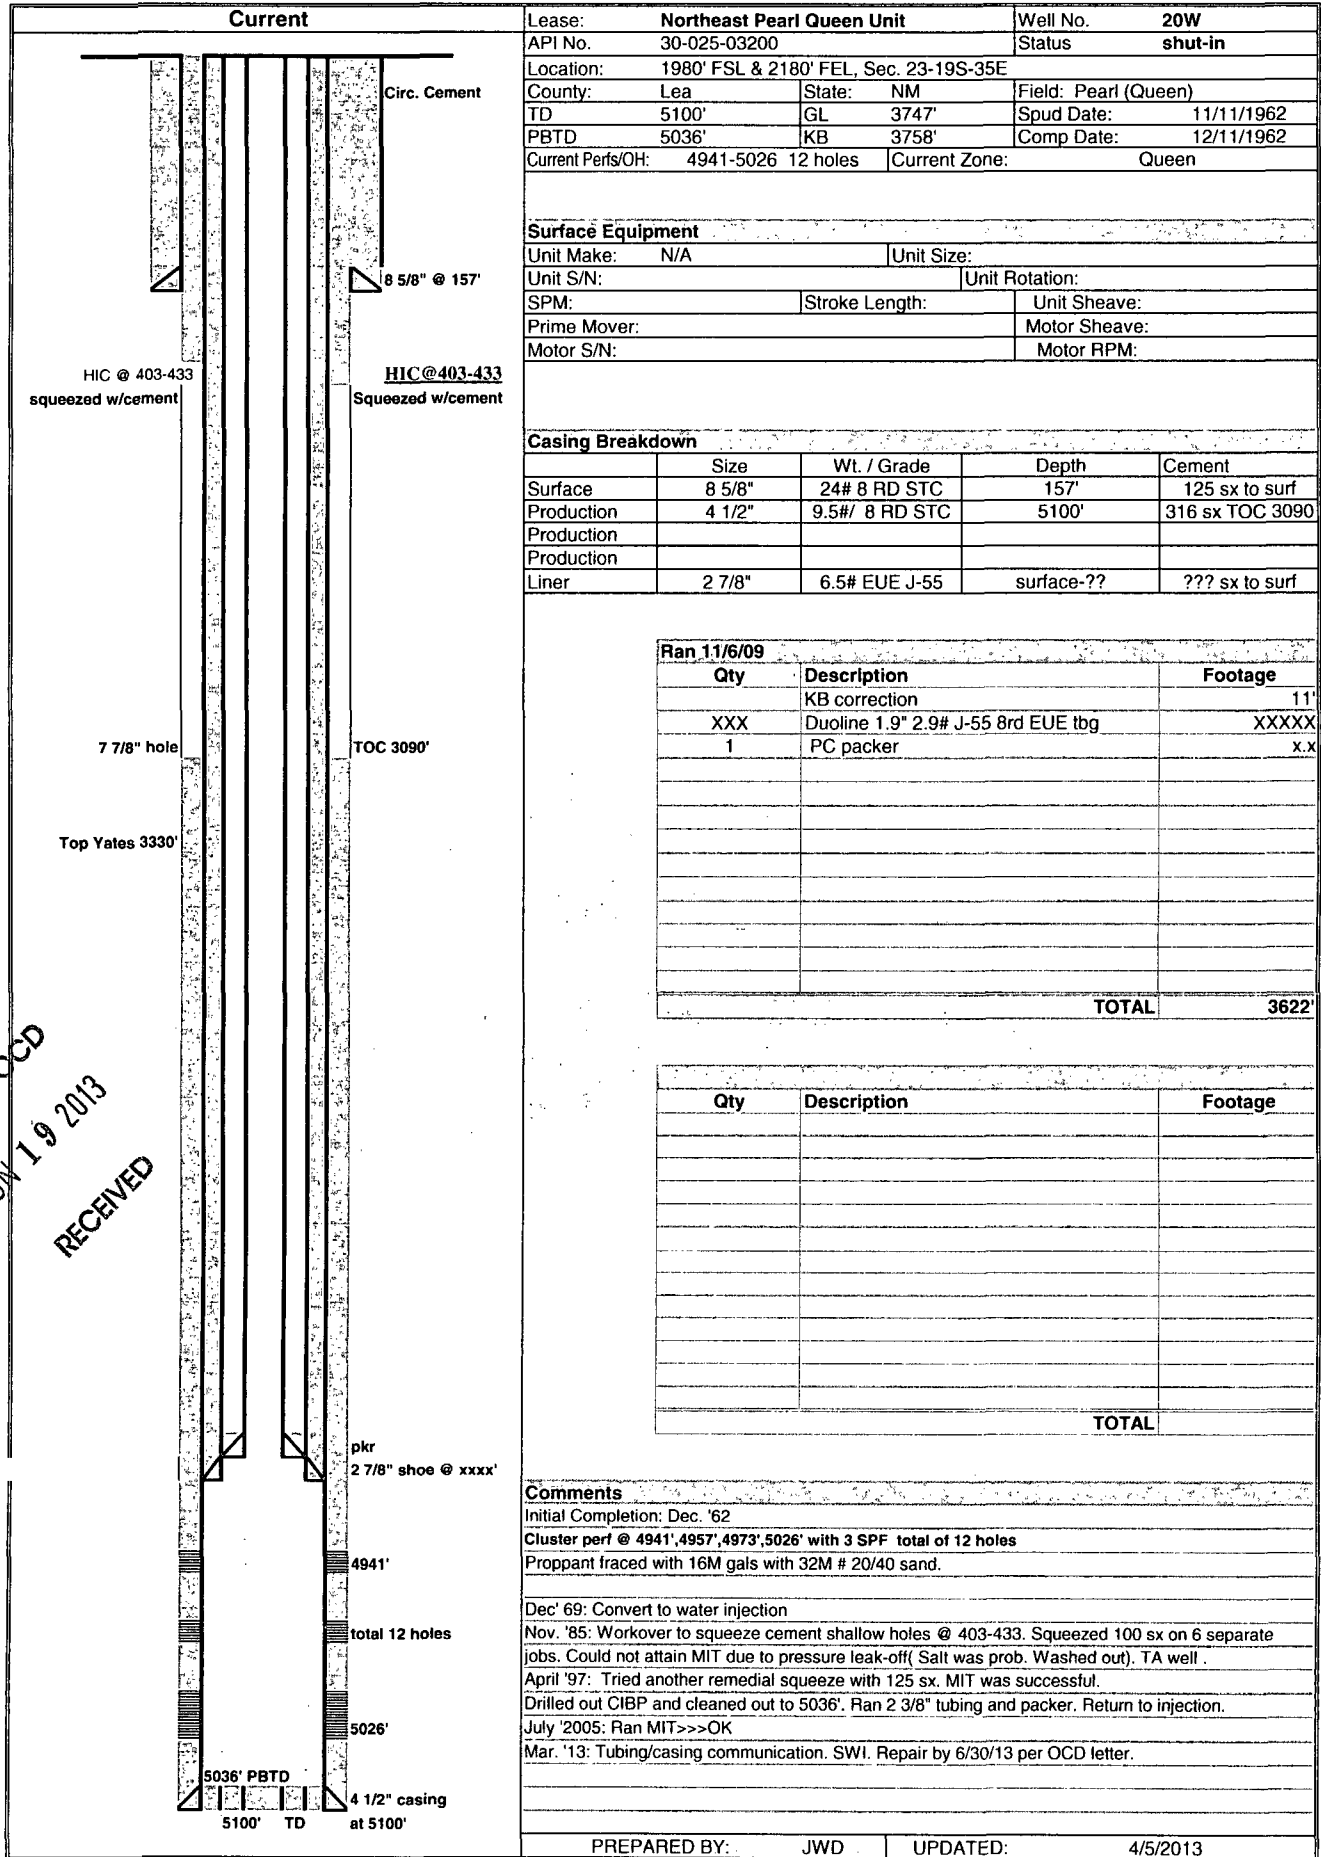 Current
Circ. Cement
8 5/8" @ 157'
HIC @ 403-433
squeezed w/cement
HIC@403-433
Squeezed w/cement
7 7/8" hole
TOC 3090'
Top Yates 3330'
OCD
19 2013
RECEIVED
pkr
2 7/8" shoe @ xxxx'
4941'
total 12 holes
5026'
5036' PBTD
4 1/2" casing
5100' TD at 5100'
Lease: Northeast Pearl Queen Unit Well No. 20W
API No. 30-025-03200 Status shut-in
Location: 1980' FSL & 2180' FEL, Sec. 23-19S-35E
County: Lea State: NM Field: Pearl (Queen)
TD 5100' GL 3747' Spud Date: 11/11/1962
PBTD 5036' KB 3758' Comp Date: 12/11/1962
Current Perfs/OH: 4941-5026 12 holes Current Zone: Queen
Surface Equipment
Unit Make: N/A Unit Size:
Unit S/N: Unit Rotation:
SPM: Stroke Length: Unit Sheave:
Prime Mover: Motor Sheave:
Motor S/N: Motor RPM:
Casing Breakdown
Size Wt. / Grade Depth Cement
Surface 8 5/8" 24# 8 RD STC 157' 125 sx to surf
Production 4 1/2" 9.5#/ 8 RD STC 5100' 316 sx TOC 3090
Production
Production
Liner 2 7/8" 6.5# EUE J-55 surface-?? ??? sx to surf
Ran 11/6/09
Qty Description Footage
KB correction 11'
XXX Duoline 1.9" 2.9# J-55 8rd EUE tbg XXXXX
1 PC packer x.x
TOTAL 3622'
Qty Description Footage
TOTAL
Comments
Initial Completion: Dec. '62
Cluster perf @ 4941',4957',4973',5026' with 3 SPF total of 12 holes
Proppant fraced with 16M gals with 32M # 20/40 sand.
Dec' 69: Convert to water injection
Nov. '85: Workover to squeeze cement shallow holes @ 403-433. Squeezed 100 sx on 6 separate
jobs. Could not attain MIT due to pressure leak-off( Salt was prob. Washed out). TA well .
April '97: Tried another remedial squeeze with 125 sx. MIT was successful.
Drilled out CIBP and cleaned out to 5036'. Ran 2 3/8" tubing and packer. Return to injection.
July '2005: Ran MIT>>>OK
Mar. '13: Tubing/casing communication. SWI. Repair by 6/30/13 per OCD letter.
PREPARED BY: JWD UPDATED: 4/5/2013